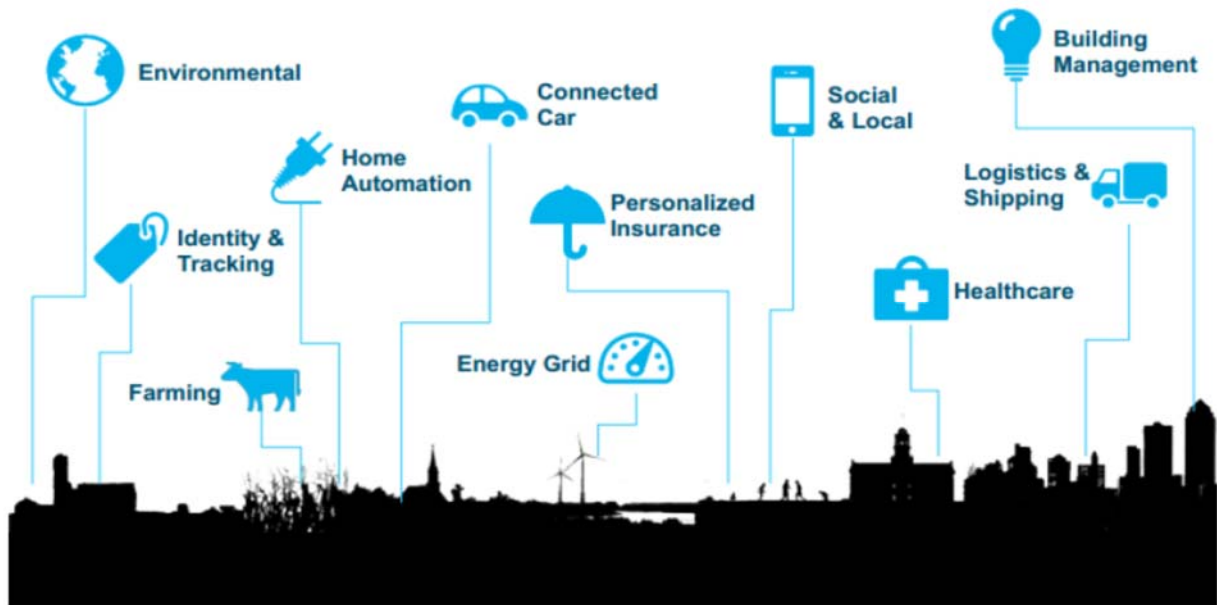 Environmental
Identity &
Tracking
Farming
Home
Automation
Connected
Car
Personalized
Insurance
Energy Grid
Social
& Local
Healthcare
Building
Management
Logistics &
Shipping